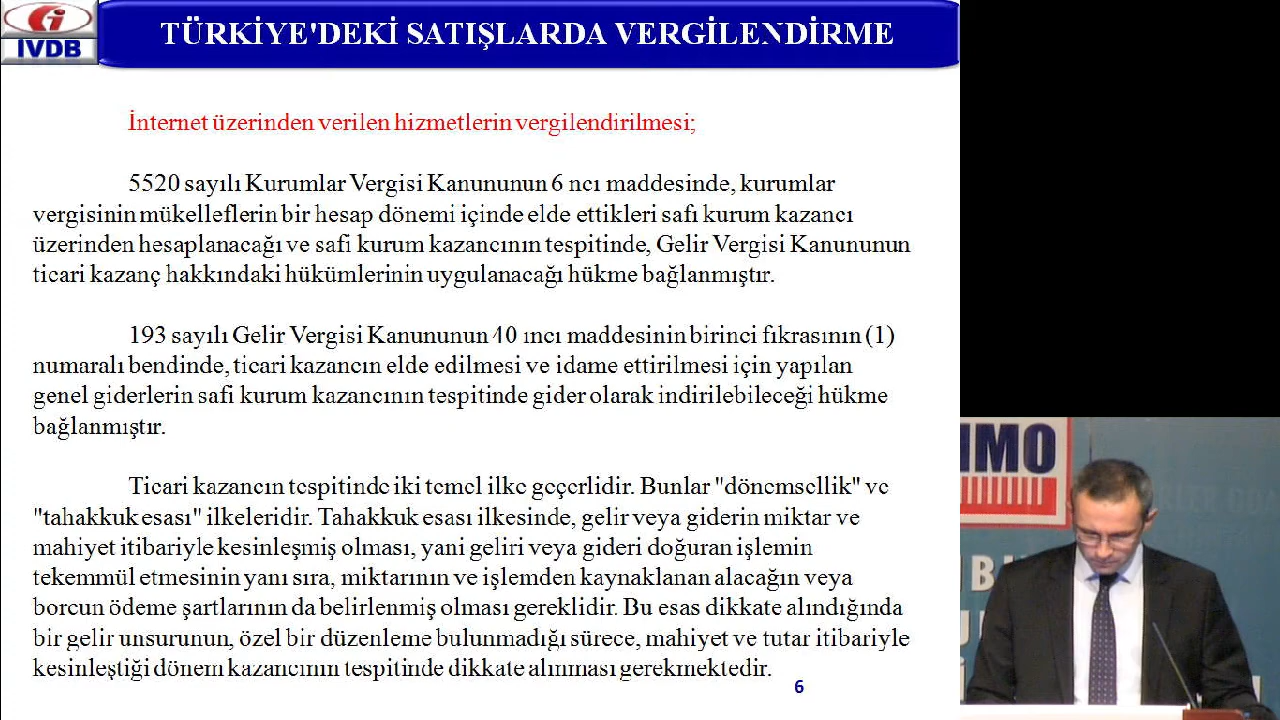 IVDB
TÜRKİYE'DEKİ SATIŞLARDA VERGİLENDİRME
İnternet üzerinden verilen hizmetlerin vergilendirilmesi;
5520 sayılı Kurumlar Vergisi Kanununun 6 ncı maddesinde, kurumlar
vergisinin mükelleflerin bir hesap dönemi içinde elde ettikleri safi kurum kazancı
üzerinden hesaplanacağı ve safi kurum kazancının tespitinde, Gelir Vergisi Kanununun
ticari kazanç hakkındaki hükümlerinin uygulanacağı hükme bağlanmıştır.
193 sayılı Gelir Vergisi Kanununun 40 ıncı maddesinin birinci fıkrasının (1)
numaralı bendinde, ticari kazancın elde edilmesi ve idame ettirilmesi için yapılan
genel giderlerin safi kurum kazancının tespitinde gider olarak indirilebileceği hükme
bağlanmıştır.
Ticari kazancın tespitinde iki temel ilke geçerlidir. Bunlar "dönemsellik" ve
"tahakkuk esası" ilkeleridir. Tahakkuk esası ilkesinde, gelir veya giderin miktar ve
mahiyet itibariyle kesinleşmiş olması, yani geliri veya gideri doğuran işlemin
tekemmül etmesinin yanı sıra, miktarının ve işlemden kaynaklanan alacağın veya
borcun ödeme şartlarının da belirlenmiş olması gereklidir. Bu esas dikkate alındığında
bir gelir unsurunun, özel bir düzenleme bulunmadığı sürece, mahiyet ve tutar itibariyle
kesinleştiği dönem kazancının tespitinde dikkate alınması gerekmektedir.
6
MMO